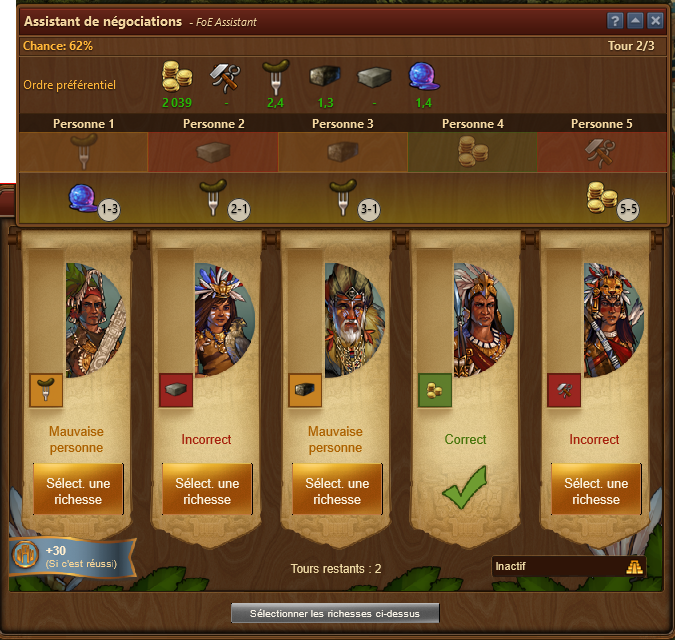 Assistant de négociations - FoE Assistant
Chance: 62% Tour 2/3
Ordre préférentiel
2 039 - 2,4 1,3 - 1,4
Personne 1 Personne 2 Personne 3 Personne 4 Personne 5
1-3 2-1 3-1 5-5
Mauvaise personne
Incorrect
Mauvaise personne
Correct
Incorrect
Sélect. une richesse
Sélect. une richesse
Sélect. une richesse
Sélect. une richesse
+30
(Si c'est réussi)
Tours restants : 2
Inactif
Sélectionner les richesses ci-dessus